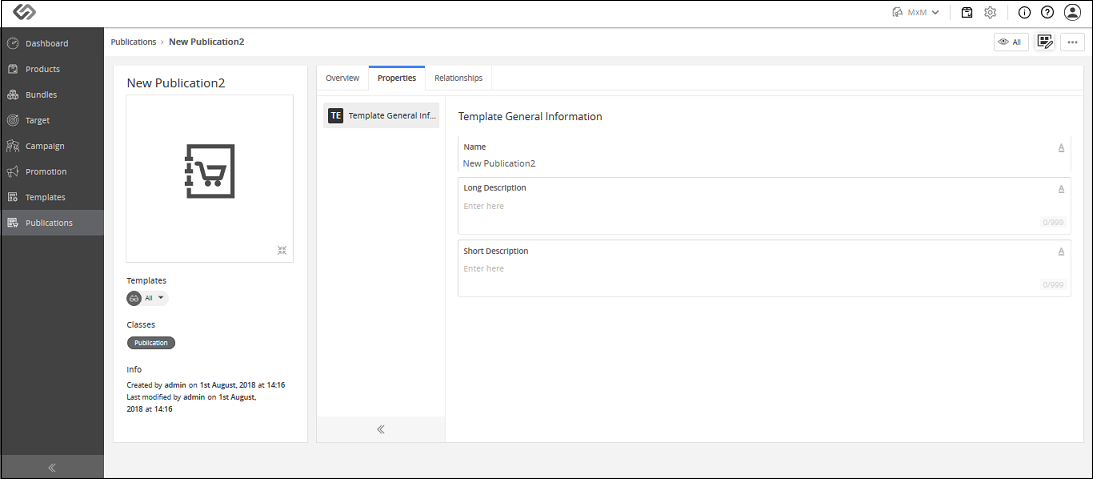 MxM
Dashboard
Products
Bundles
Target
Campaign
Promotion
Templates
Publications
Publications > New Publication2
All
New Publication2
Templates
All
Classes
Publication
Info
Created by admin on 1st August, 2018 at 14:16
Last modified by admin on 1st August,
2018 at 14:16
Overview Properties Relationships
TE Template General Inf...
Template General Information
Name
A
New Publication2
Long Description
A
Enter here
0/999
Short Description
A
Enter here
0/999